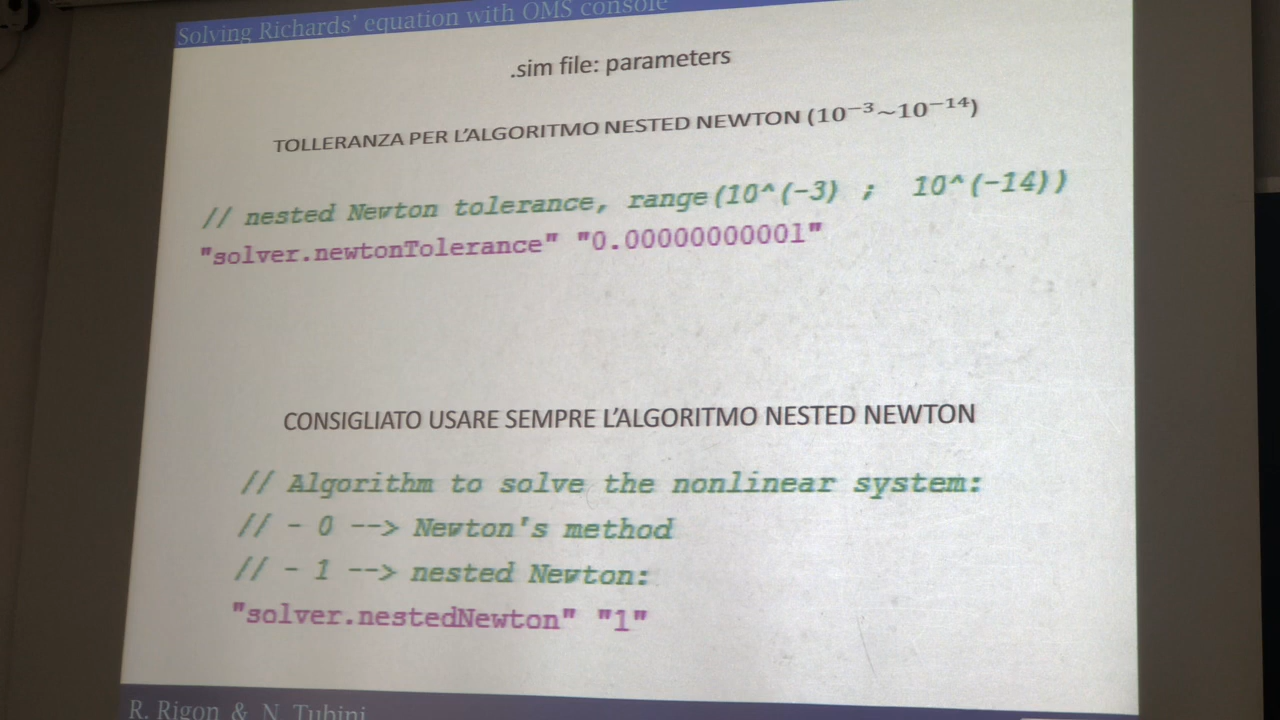 Solving Richards' equation with OMS console
.sim file: parameters
TOLLERANZA PER L'ALGORITMO NESTED NEWTON (10⁻³~10⁻¹⁴)
// nested Newton tolerance, range(10^(-3) ; 10^(-14))
"solver.newtonTolerance" "0.00000000001"
CONSIGLIATO USARE SEMPRE L'ALGORITMO NESTED NEWTON
// Algorithm to solve the nonlinear system:
// - 0 --> Newton's method
// - 1 --> nested Newton:
"solver.nestedNewton" "1"
R. Rigon & N. Tubini